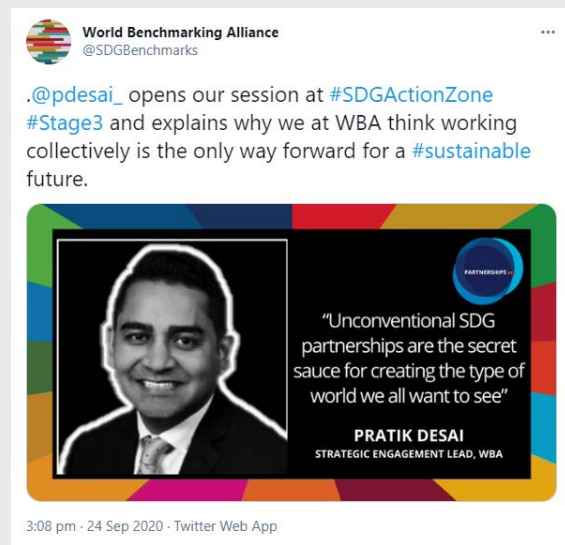 World Benchmarking Alliance
@SDGBenchmarks
.@pdesai_ opens our session at #SDGActionZone
#Stage3 and explains why we at WBA think working
collectively is the only way forward for a #sustainable
future.
PARTNERSHIPS
“Unconventional SDG
partnerships are the secret
sauce for creating the type of
world we all want to see”
PRATIK DESAI
STRATEGIC ENGAGEMENT LEAD, WBA
3:08 pm · 24 Sep 2020 · Twitter Web App